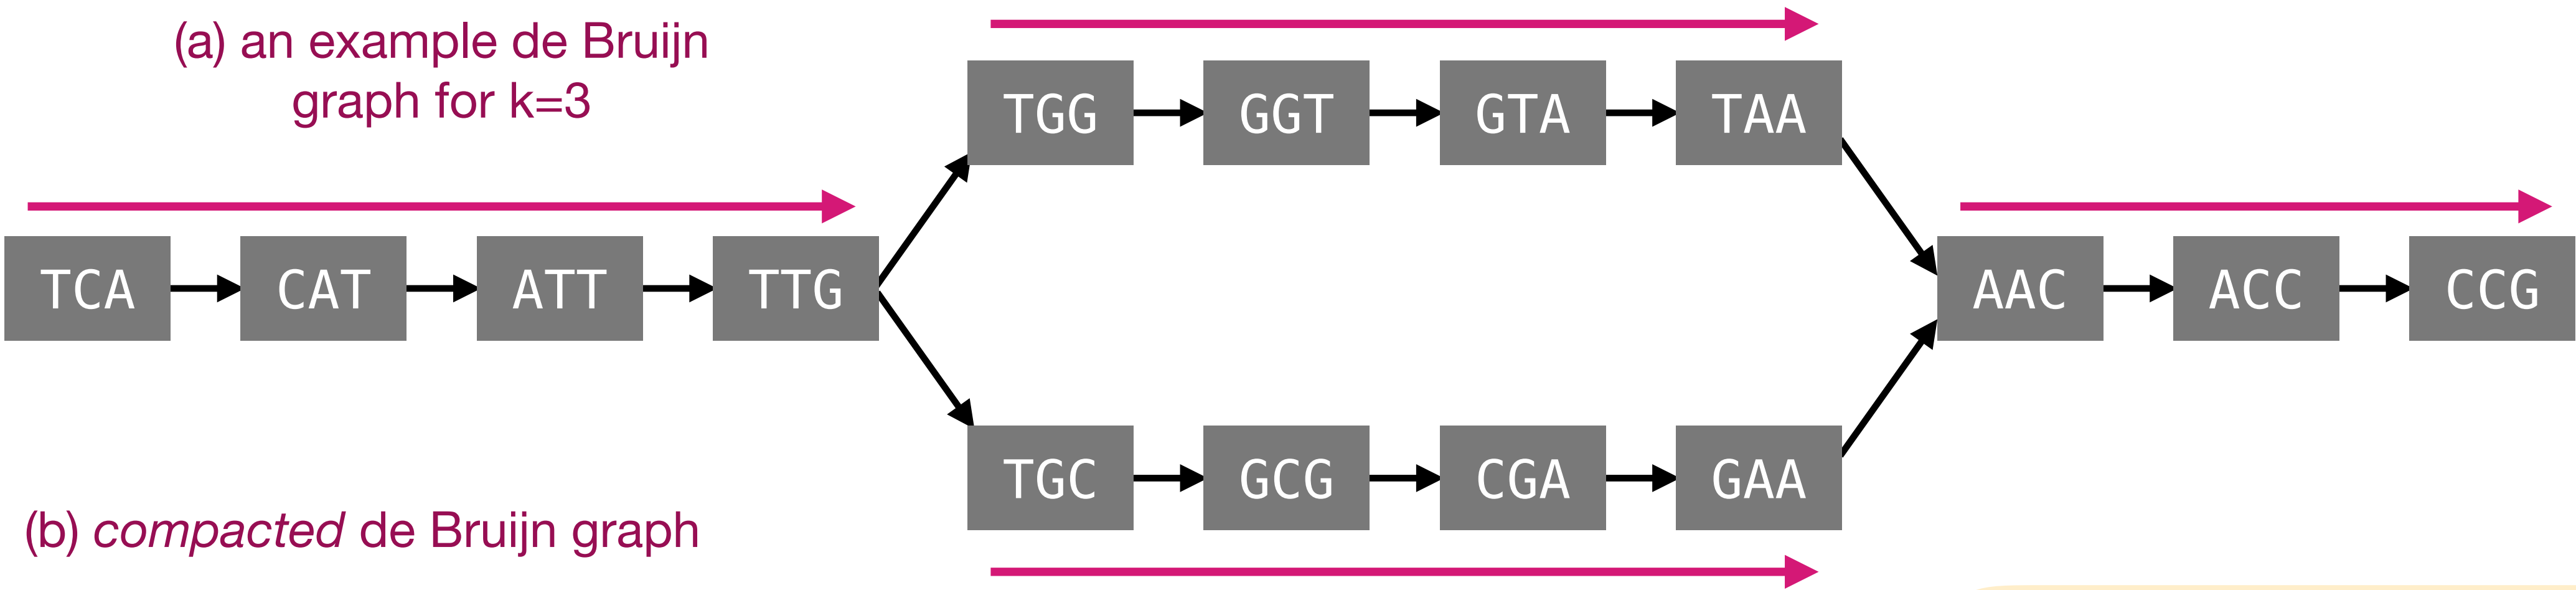 (a) an example de Bruijn
graph for k=3
TGG GGT GTA TAA
TCA CAT ATT TTG
AAC ACC CCG
TGC GCG CGA GAA
(b) compacted de Bruijn graph